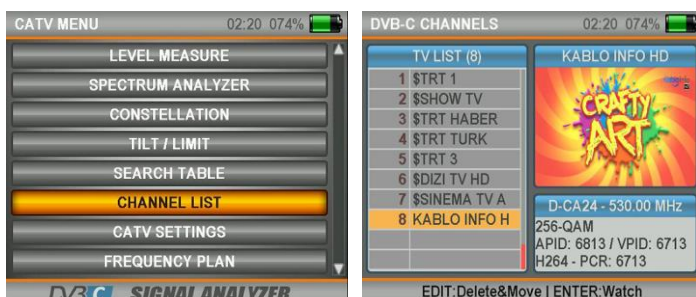 CATV MENU 02:20 074%
LEVEL MEASURE
SPECTRUM ANALYZER
CONSTELLATION
TILT / LIMIT
SEARCH TABLE
CHANNEL LIST
CATV SETTINGS
FREQUENCY PLAN
DVB C SIGNAL ANALYZER
DVB-C CHANNELS 02:20 074%
TV LIST (8)
1 $TRT 1
2 $SHOW TV
3 $TRT HABER
4 $TRT TURK
5 $TRT 3
6 $DIZI TV HD
7 $SINEMA TV A
8 KABLO INFO H
KABLO INFO HD
CRAFTY
ART
D-CA24 - 530.00 MHz
256-QAM
APID: 6813 / VPID: 6713
H264 - PCR: 6713
EDIT:Delete&Move | ENTER:Watch